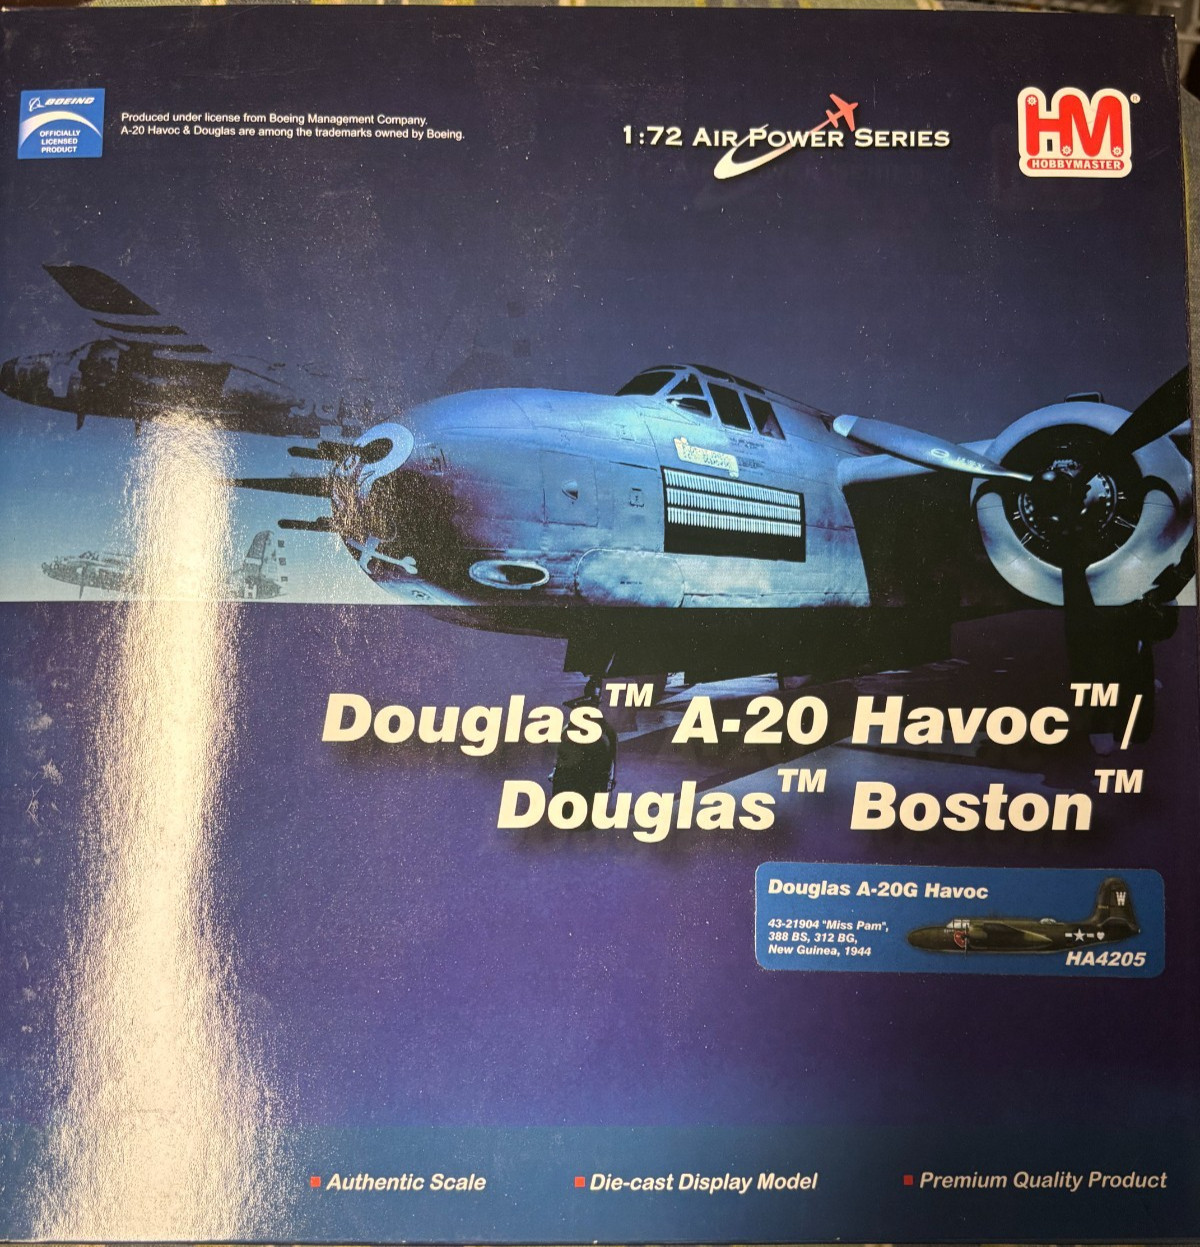 BOEING
OFFICIALLY
LICENSED
PRODUCT
Produced under license from Boeing Management Company.
A-20 Havoc & Douglas are among the trademarks owned by Boeing.
1:72 AIR POWER SERIES
HM®
HOBBYMASTER
Douglas™ A-20 Havoc™/
Douglas™ Boston™
Douglas A-20G Havoc
43-21904 "Miss Pam",
388 BS, 312 BG,
New Guinea, 1944
W
HA4205
Authentic Scale
Die-cast Display Model
Premium Quality Product